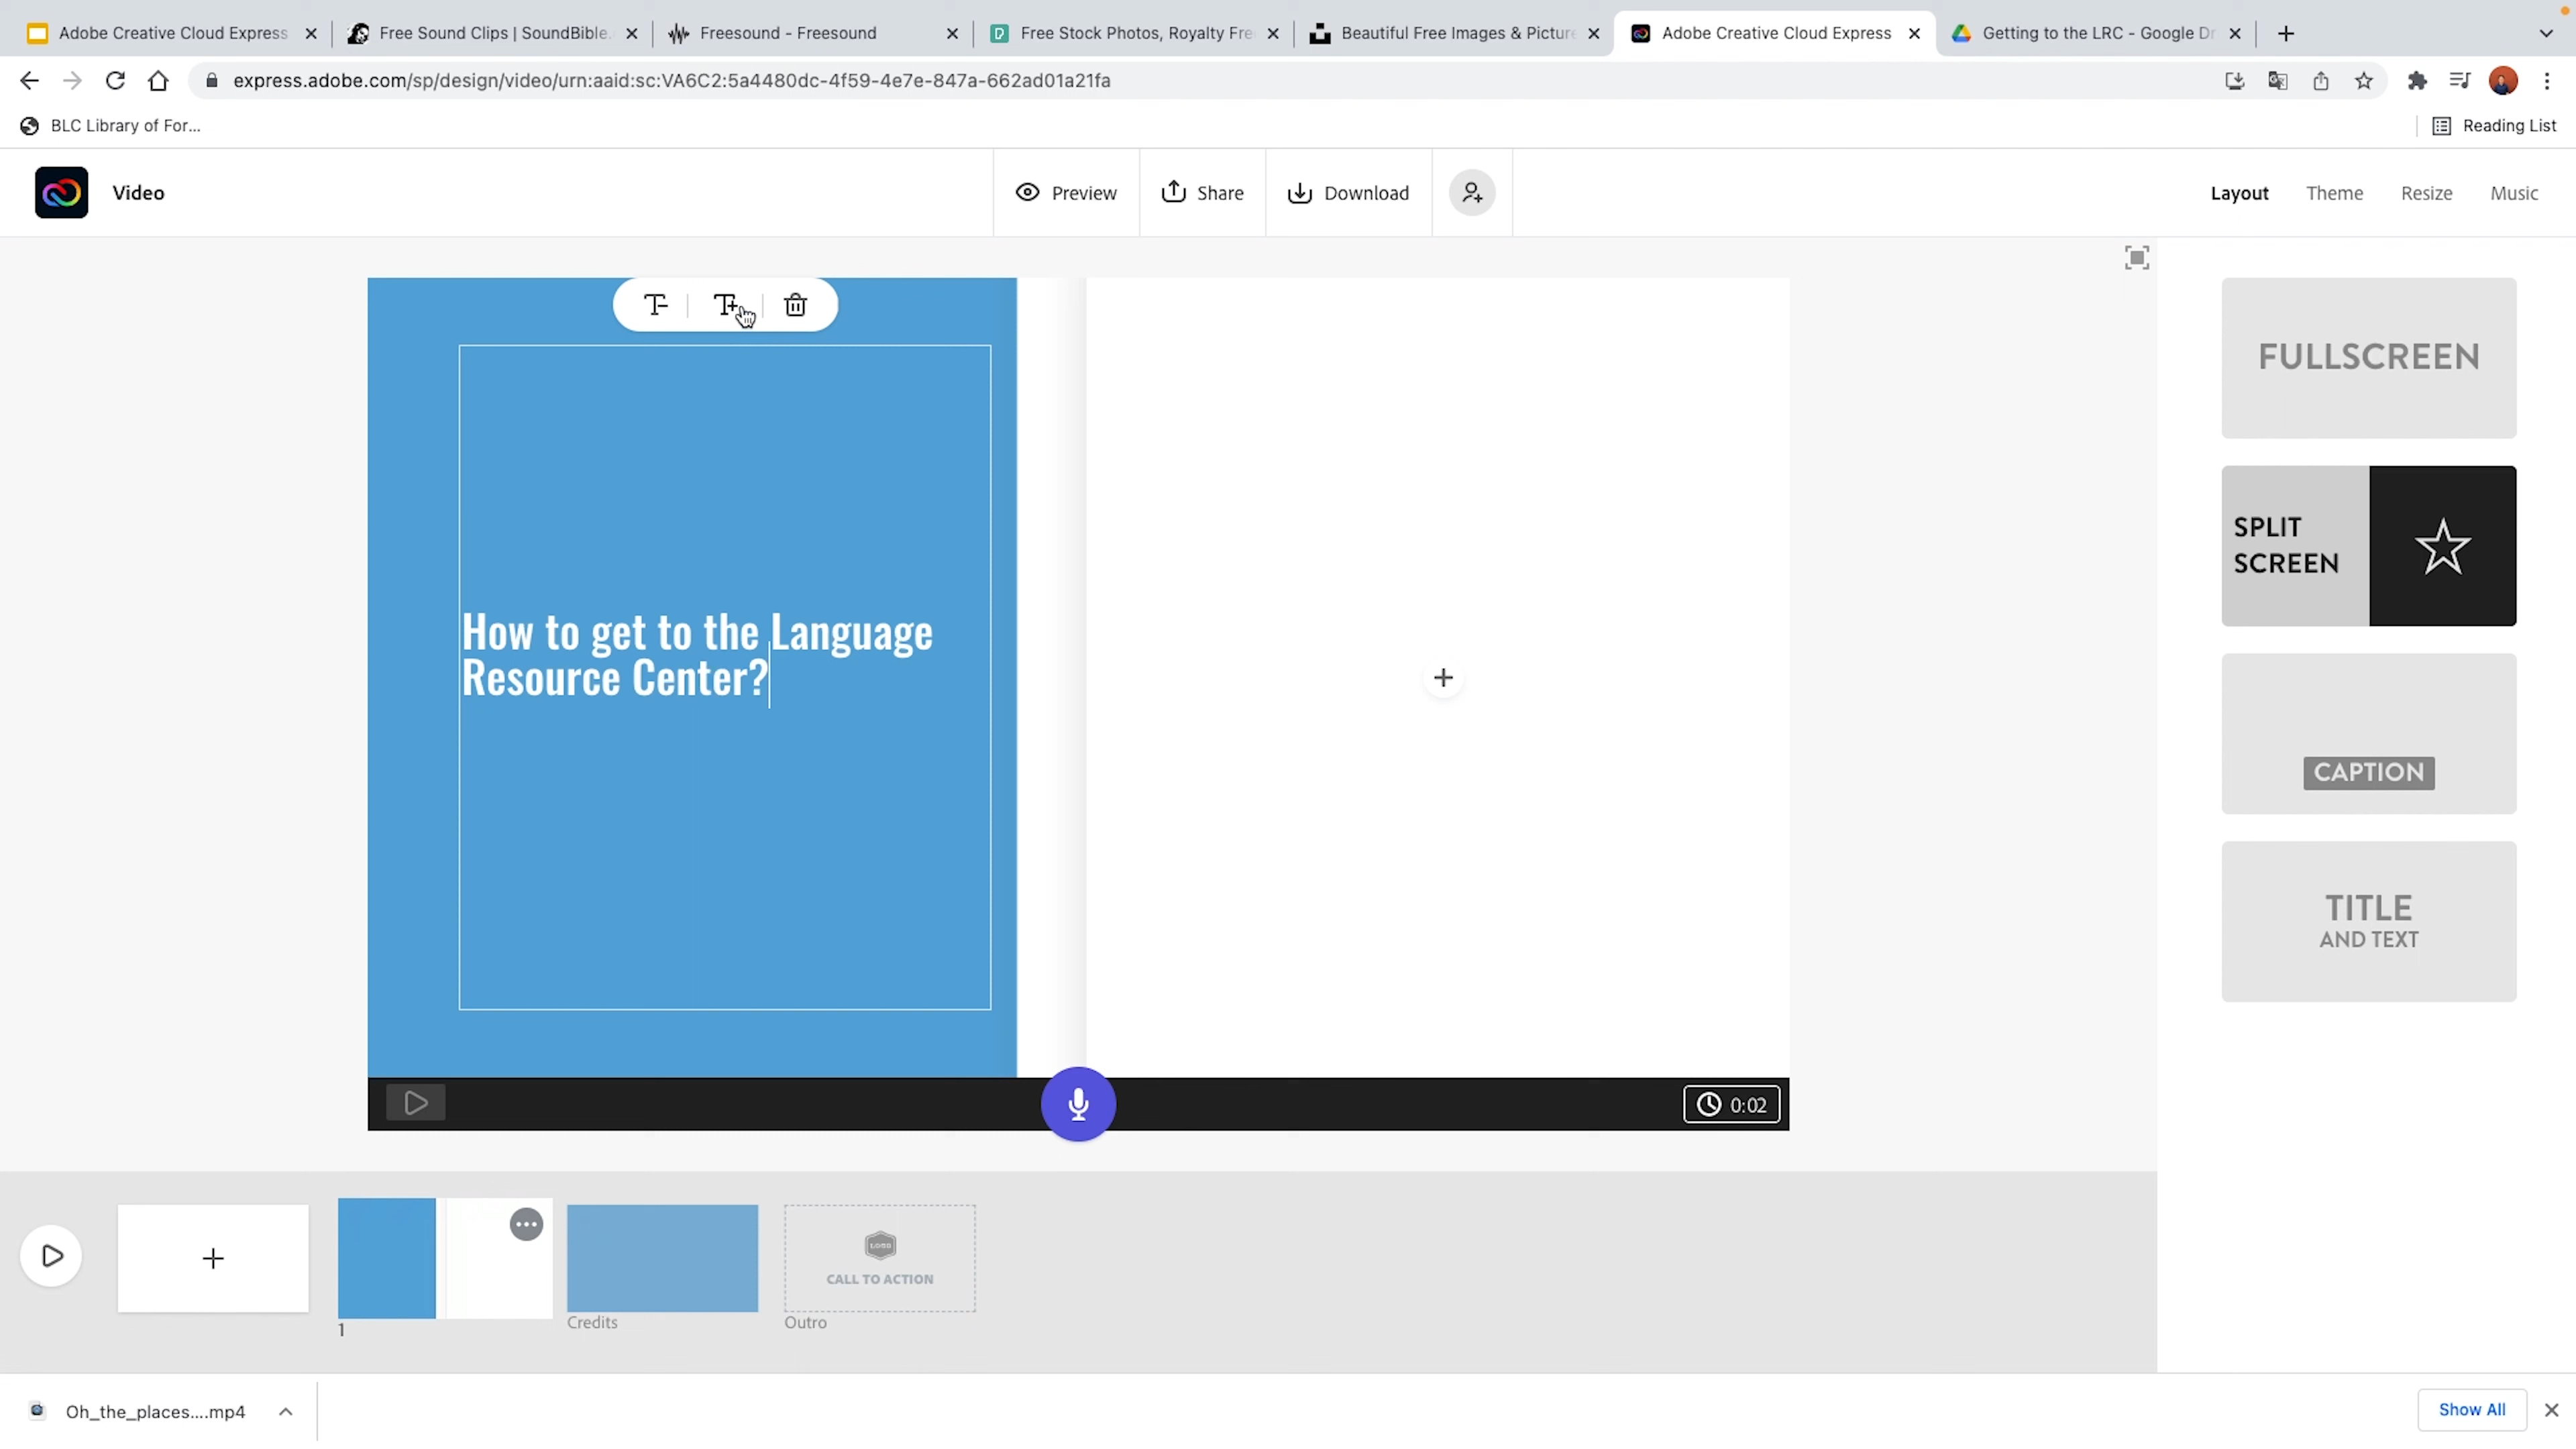 Adobe Creative Cloud Express
Free Sound Clips | SoundBible.
Freesound - Freesound
Free Stock Photos, Royalty Fre
Beautiful Free Images & Picture
Adobe Creative Cloud Express
Getting to the LRC - Google Dr
express.adobe.com/sp/design/video/urn:aaid:sc:VA6C2:5a4480dc-4f59-4e7e-847a-662ad01a21fa
BLC Library of For...
Reading List
Video
Preview
Share
Download
Layout
Theme
Resize
Music
How to get to the Language
Resource Center?
FULLSCREEN
SPLIT
SCREEN
CAPTION
TITLE
AND TEXT
0:02
LOGO
CALL TO ACTION
1
Credits
Outro
Oh_the_places....mp4
Show All